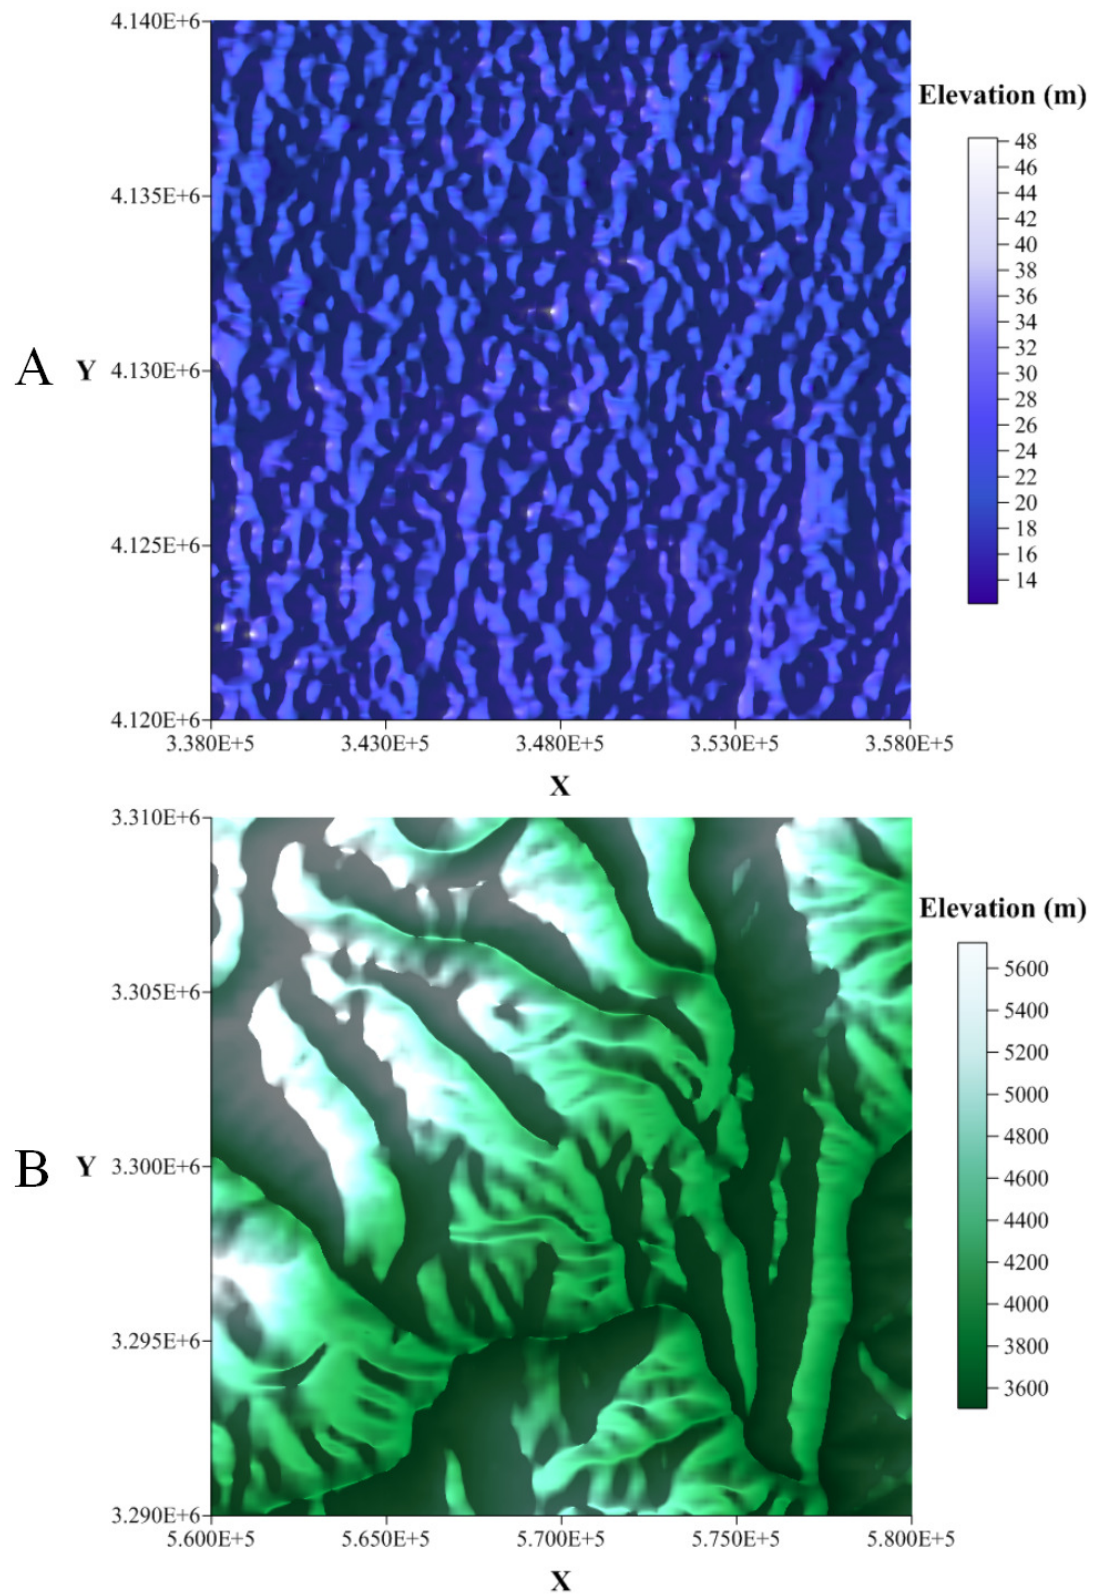 4.140E+6
Elevation (m)
48
46
44
42
4.135E+6
40
38
36
34
A Y 4.130E+6
32
30
28
26
24
22
20
4.125E+6
18
16
14
4.120E+6
3.380E+5 3.430E+5 3.480E+5 3.530E+5 3.580E+5
X
3.310E+6
Elevation (m)
5600
3.305E+6
5400
5200
5000
4800
B Y 3.300E+6
4600
4400
4200
4000
3.295E+6
3800
3600
3.290E+6
5.600E+5 5.650E+5 5.700E+5 5.750E+5 5.800E+5
X